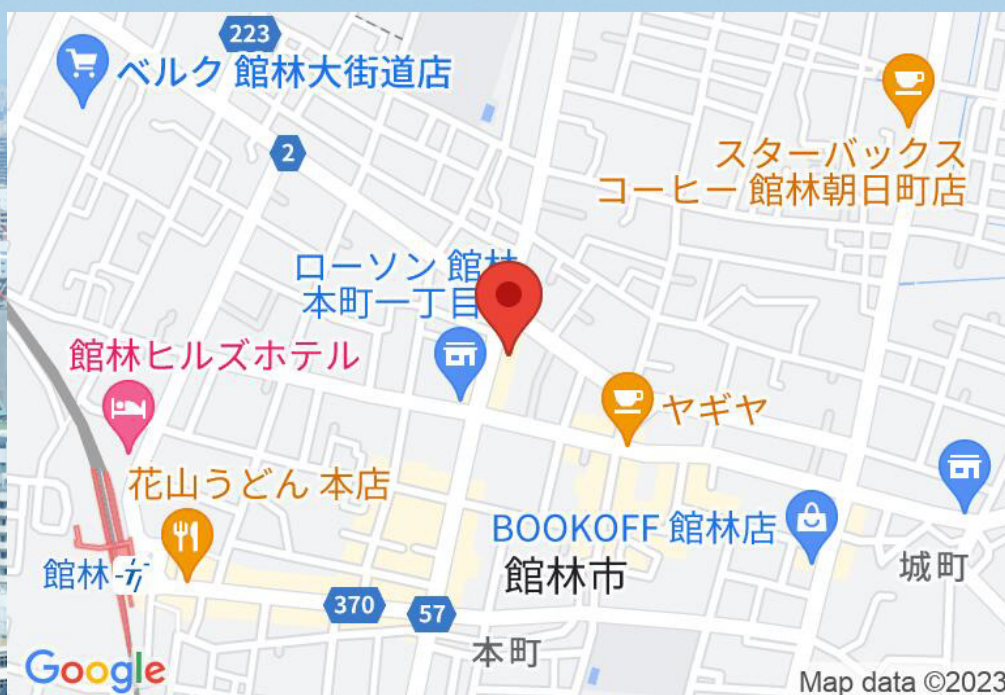 223
ベルク 館林大街道店
2
スターバックス
コーヒー 館林朝日町店
ローソン 館林
本町一丁目
館林ヒルズホテル
ヤギヤ
花山うどん 本店
BOOKOFF 館林店
館林市
城町
館林
370
57
本町
Google
Map data ©2023